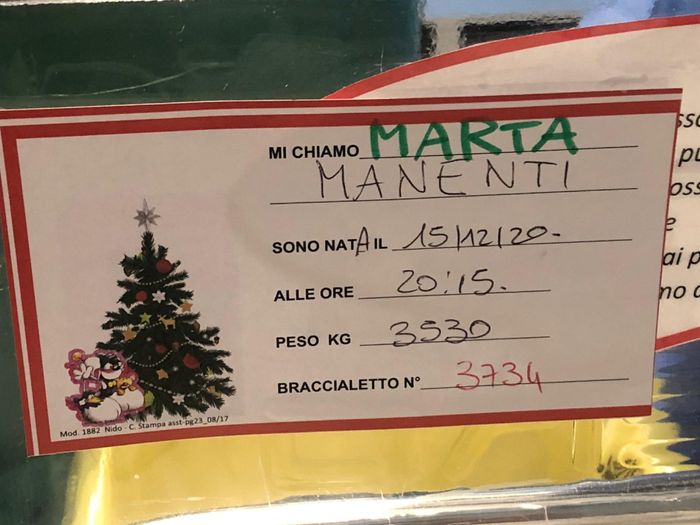 MI CHIAMO MARTA
MANENTI
SONO NATA IL 15/12/20-
ALLE ORE 20:15.
PESO KG 3530
BRACCIALETTO N° 3734
Mod. 1882 Nido - C. Stampa asst-pg23_08/17